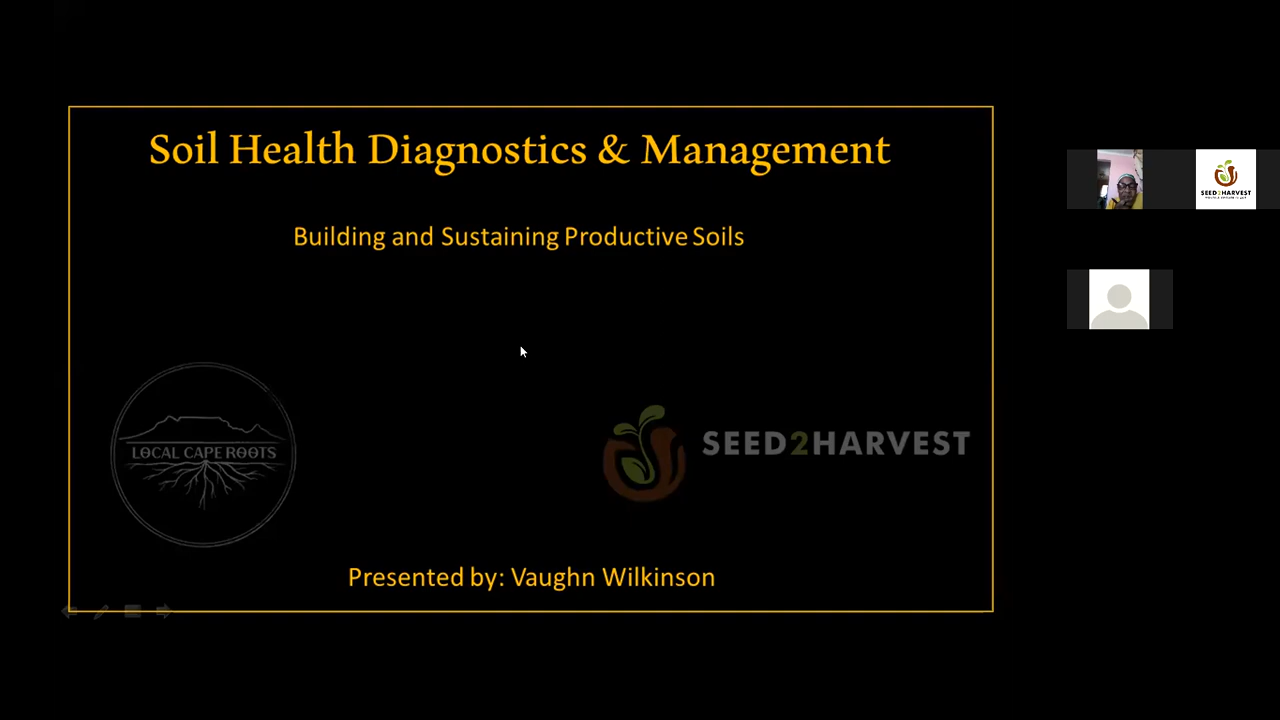 Soil Health Diagnostics & Management
Building and Sustaining Productive Soils
LOCAL CAPE ROOTS
SEED2HARVEST
Presented by: Vaughn Wilkinson
SEED2HARVEST